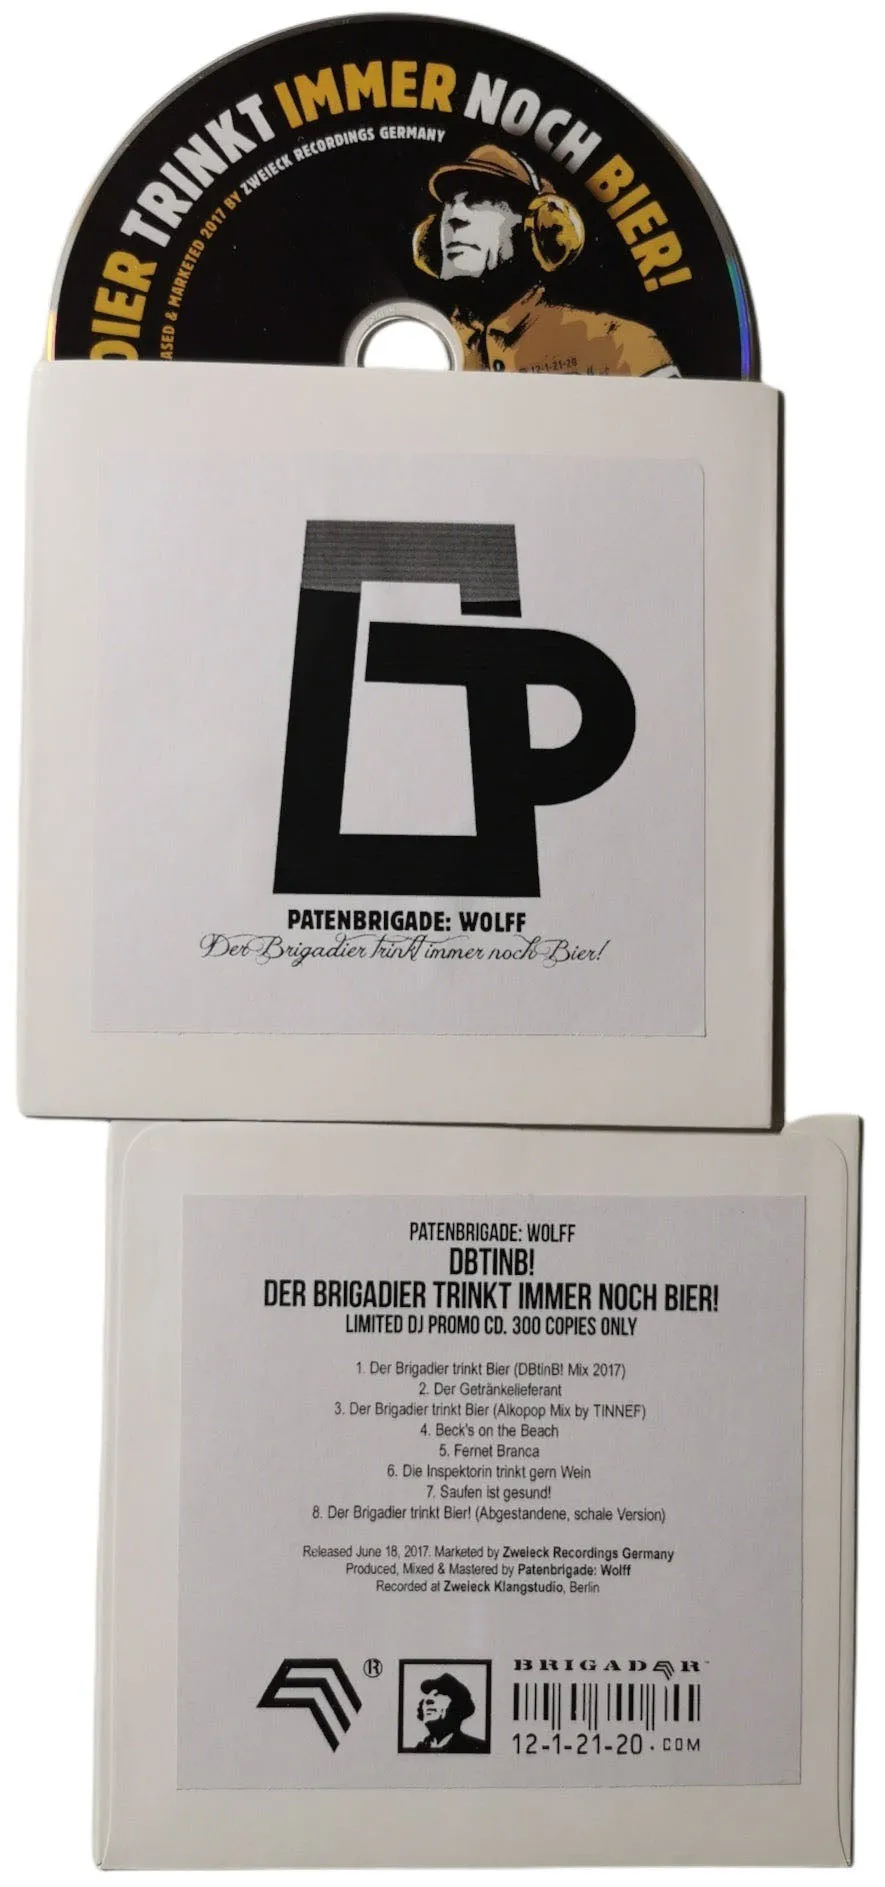 DIER TRINKT IMMER NOCH BIER!
ASED & MARKETED 2017 BY ZWEIECK RECORDINGS GERMANY
12-1-21-20
PATENBRIGADE: WOLFF
Der Brigadier trinkt immer noch Bier!
PATENBRIGADE: WOLFF
DBTINB!
DER BRIGADIER TRINKT IMMER NOCH BIER!
LIMITED DJ PROMO CD. 300 COPIES ONLY
1. Der Brigadier trinkt Bier (DBtinB! Mix 2017)
2. Der Getränkelieferant
3. Der Brigadier trinkt Bier (Alkopop Mix by TINNEF)
4. Beck's on the Beach
5. Fernet Branca
6. Die Inspektorin trinkt gern Wein
7. Saufen ist gesund!
8. Der Brigadier trinkt Bier! (Abgestandene, schale Version)
Released June 18, 2017. Marketed by Zweieck Recordings Germany
Produced, Mixed & Mastered by Patenbrigade: Wolff
Recorded at Zweieck Klangstudio, Berlin
®
BRIGADAR™
12-1-21-20.COM